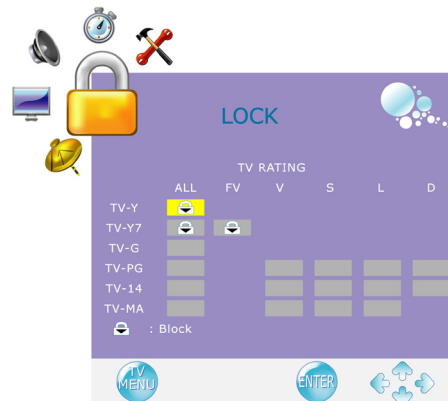 LOCK
TV RATING
ALL FV V S L D
TV-Y
TV-Y7
TV-G
TV-PG
TV-14
TV-MA
: Block
TV MENU
ENTER